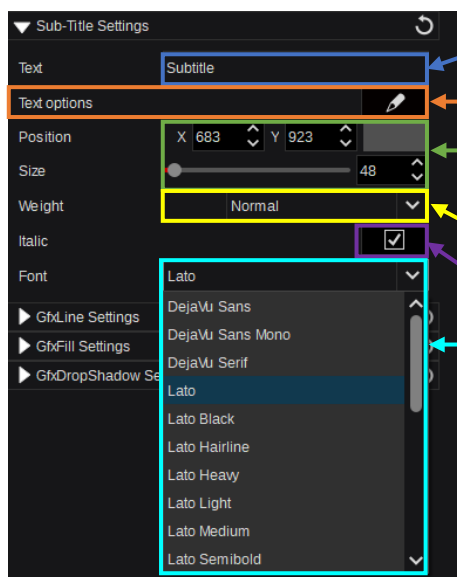 Sub-Title Settings
Text Subtitle
Text options
Position X 683 Y 923
Size 48
Weight Normal
Italic
Font Lato
DejaVu Sans
GfxLine Settings
DejaVu Sans Mono
GfxFill Settings
DejaVu Serif
GfxDropShadow Se
Lato
Lato Black
Lato Hairline
Lato Heavy
Lato Light
Lato Medium
Lato Semibold